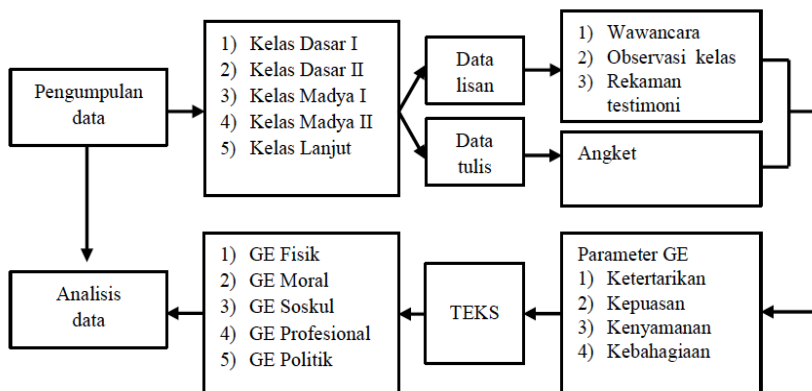 Pengumpulan
data
1) Kelas Dasar I
2) Kelas Dasar II
3) Kelas Madya I
4) Kelas Madya II
5) Kelas Lanjut
Data
lisan
Data
tulis
1) Wawancara
2) Observasi kelas
3) Rekaman
testimoni
Angket
Parameter GE
1) Ketertarikan
2) Kepuasan
3) Kenyamanan
4) Kebahagiaan
TEKS
1) GE Fisik
2) GE Moral
3) GE Soskul
4) GE Profesional
5) GE Politik
Analisis
data